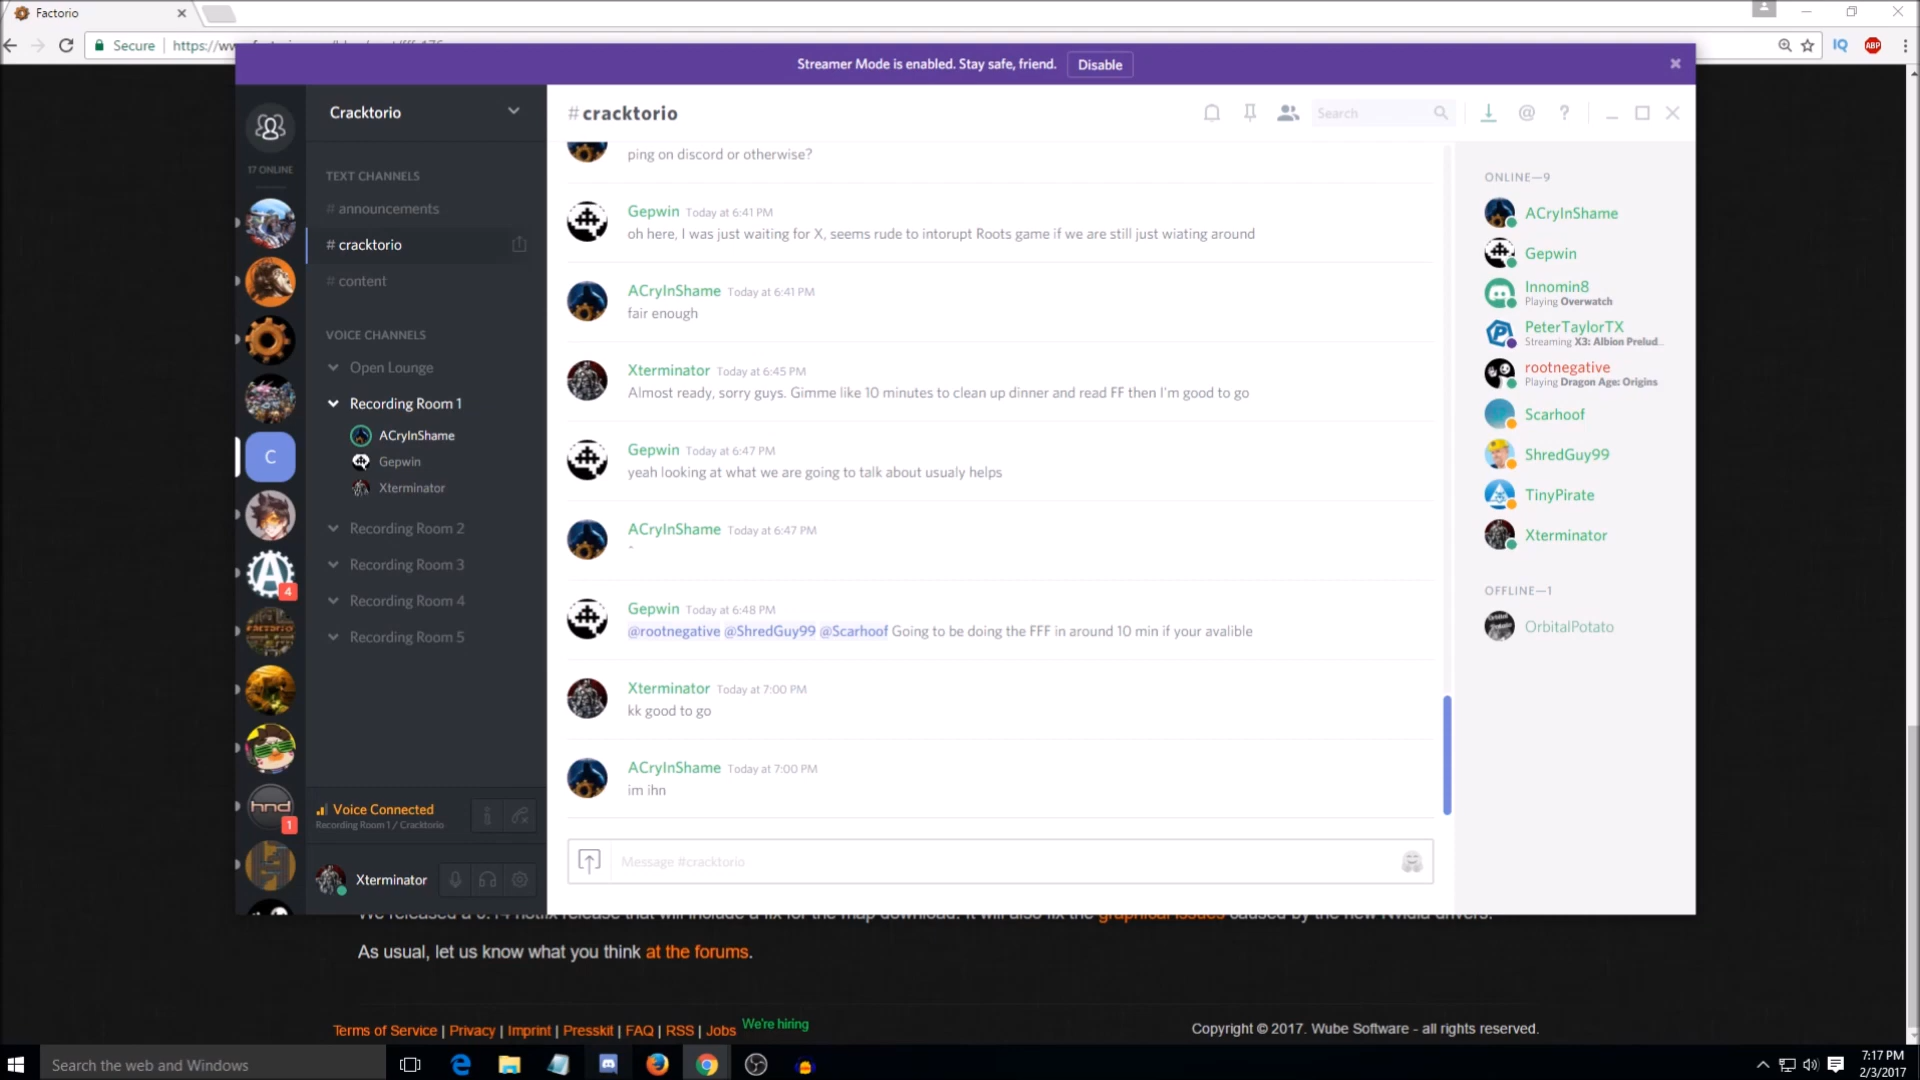 Factorio
Secure
https://ww
IQ
ABP
Streamer Mode is enabled. Stay safe, friend.
Disable
Cracktorio
#cracktorio
Search
17 ONLINE
TEXT CHANNELS
# announcements
# cracktorio
# content
VOICE CHANNELS
Open Lounge
Recording Room 1
ACryInShame
Gepwin
Xterminator
Recording Room 2
Recording Room 3
Recording Room 4
Recording Room 5
C
4
hnd
1
Voice Connected
Recording Room 1 / Cracktorio
Xterminator
ping on discord or otherwise?
Gepwin Today at 6:41 PM
oh here, I was just waiting for X, seems rude to intorupt Roots game if we are still just wiating around
ACryInShame Today at 6:41 PM
fair enough
Xterminator Today at 6:45 PM
Almost ready, sorry guys. Gimme like 10 minutes to clean up dinner and read FF then I'm good to go
Gepwin Today at 6:47 PM
yeah looking at what we are going to talk about usualy helps
ACryInShame Today at 6:47 PM
^
Gepwin Today at 6:48 PM
@rootnegative @ShredGuy99 @Scarhoof Going to be doing the FFF in around 10 min if your avalible
Xterminator Today at 7:00 PM
kk good to go
ACryInShame Today at 7:00 PM
im ihn
Message #cracktorio
ONLINE—9
ACryInShame
Gepwin
Innomin8
Playing Overwatch
PeterTaylorTX
Streaming X3: Albion Prelud...
rootnegative
Playing Dragon Age: Origins
Scarhoof
ShredGuy99
TinyPirate
Xterminator
OFFLINE—1
OrbitalPotato
We released a 0.14 hotfix release that will include a fix for the map download. It will also fix the graphical issues caused by the new Nvidia drivers.
As usual, let us know what you think at the forums.
Terms of Service | Privacy | Imprint | Presskit | FAQ | RSS | Jobs We're hiring
Copyright © 2017. Wube Software - all rights reserved.
Search the web and Windows
7:17 PM
2/3/2017